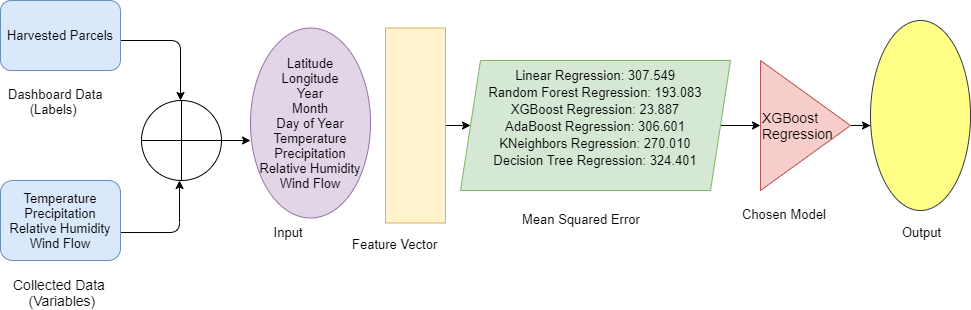 Harvested Parcels
Dashboard Data
(Labels)
Temperature
Precipitation
Relative Humidity
Wind Flow
Collected Data
(Variables)
Latitude
Longitude
Year
Month
Day of Year
Temperature
Precipitation
Relative Humidity
Wind Flow
Input
Feature Vector
Linear Regression: 307.549
Random Forest Regression: 193.083
XGBoost Regression: 23.887
AdaBoost Regression: 306.601
KNeighbors Regression: 270.010
Decision Tree Regression: 324.401
Mean Squared Error
XGBoost
Regression
Chosen Model
Output